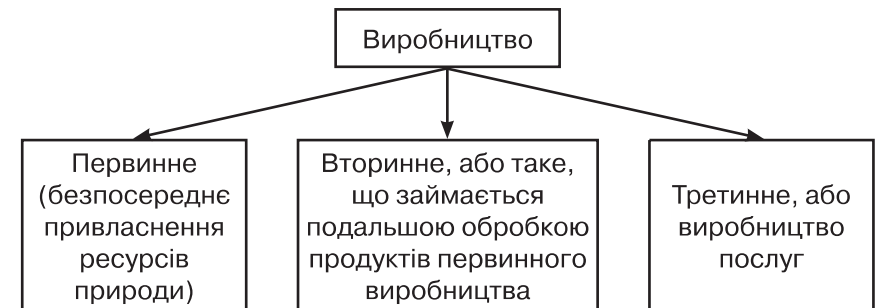 Виробництво
Первинне
(безпосереднє
привласнення
ресурсів
природи)
Вторинне, або таке,
що займається
подальшою обробкою
продуктів первинного
виробництва
Третинне, або
виробництво
послуг